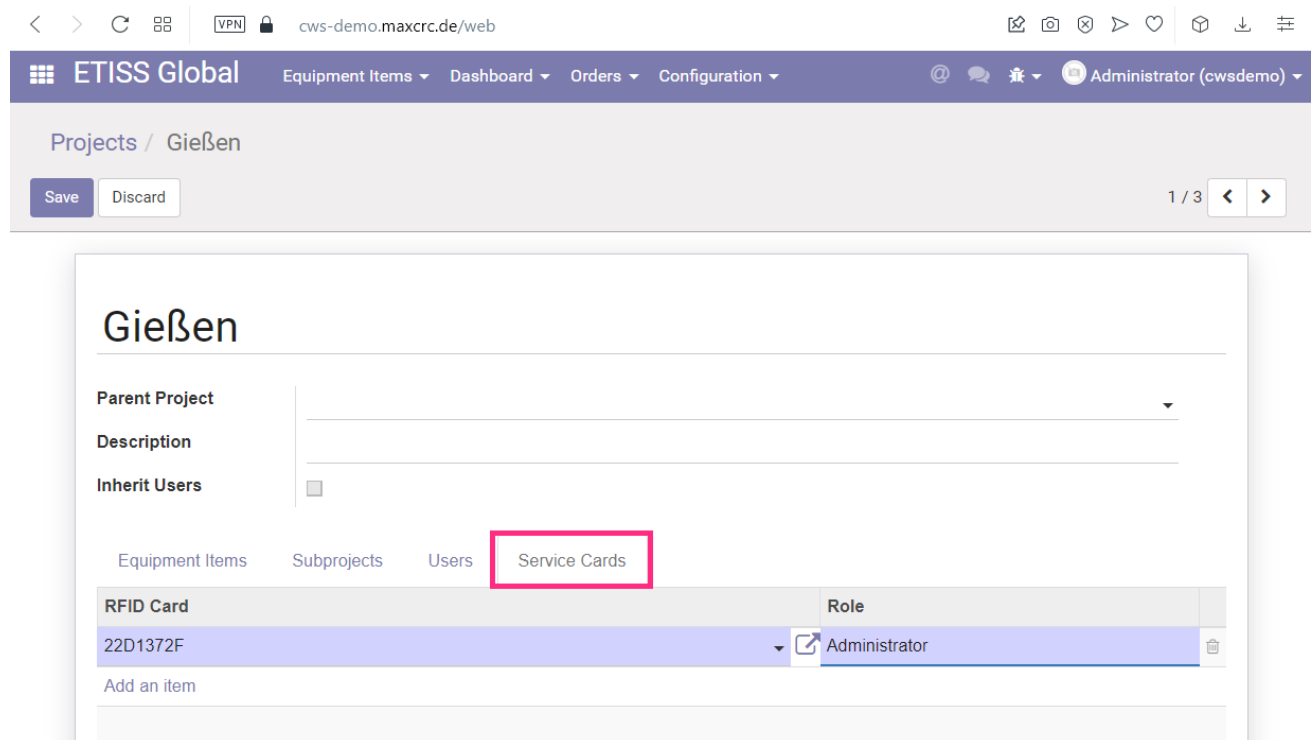 VPN cws-demo.maxcrc.de/web
ETISS Global Equipment Items Dashboard Orders Configuration @ Administrator (cwsdemo)
Projects / Gießen
Save Discard 1 / 3
Gießen
Parent Project
Description
Inherit Users
Equipment Items Subprojects Users Service Cards
RFID Card Role
22D1372F Administrator
Add an item